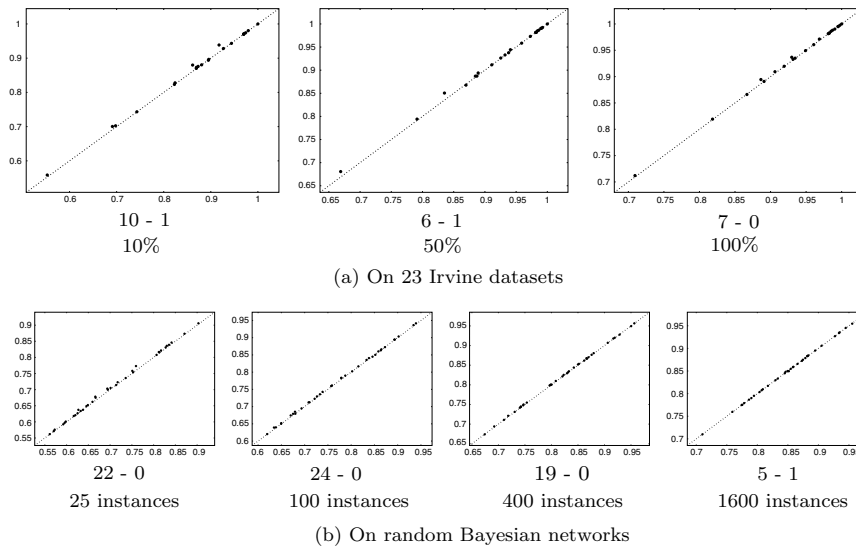 1
0.9
0.8
0.7
0.6
0.6 0.7 0.8 0.9 1
10 - 1
10%
1
0.95
0.9
0.85
0.8
0.75
0.7
0.65
0.65 0.7 0.75 0.8 0.85 0.9 0.95 1
6 - 1
50%
1
0.95
0.9
0.85
0.8
0.75
0.7
0.7 0.75 0.8 0.85 0.9 0.95 1
7 - 0
100%
(a) On 23 Irvine datasets
0.9
0.85
0.8
0.75
0.7
0.65
0.6
0.55
0.55 0.6 0.65 0.7 0.75 0.8 0.85 0.9
22 - 0
25 instances
0.95
0.9
0.85
0.8
0.75
0.7
0.65
0.6
0.6 0.65 0.7 0.75 0.8 0.85 0.9 0.95
24 - 0
100 instances
0.95
0.9
0.85
0.8
0.75
0.7
0.65
0.65 0.7 0.75 0.8 0.85 0.9 0.95
19 - 0
400 instances
0.95
0.9
0.85
0.8
0.75
0.7
0.7 0.75 0.8 0.85 0.9 0.95
5 - 1
1600 instances
(b) On random Bayesian networks